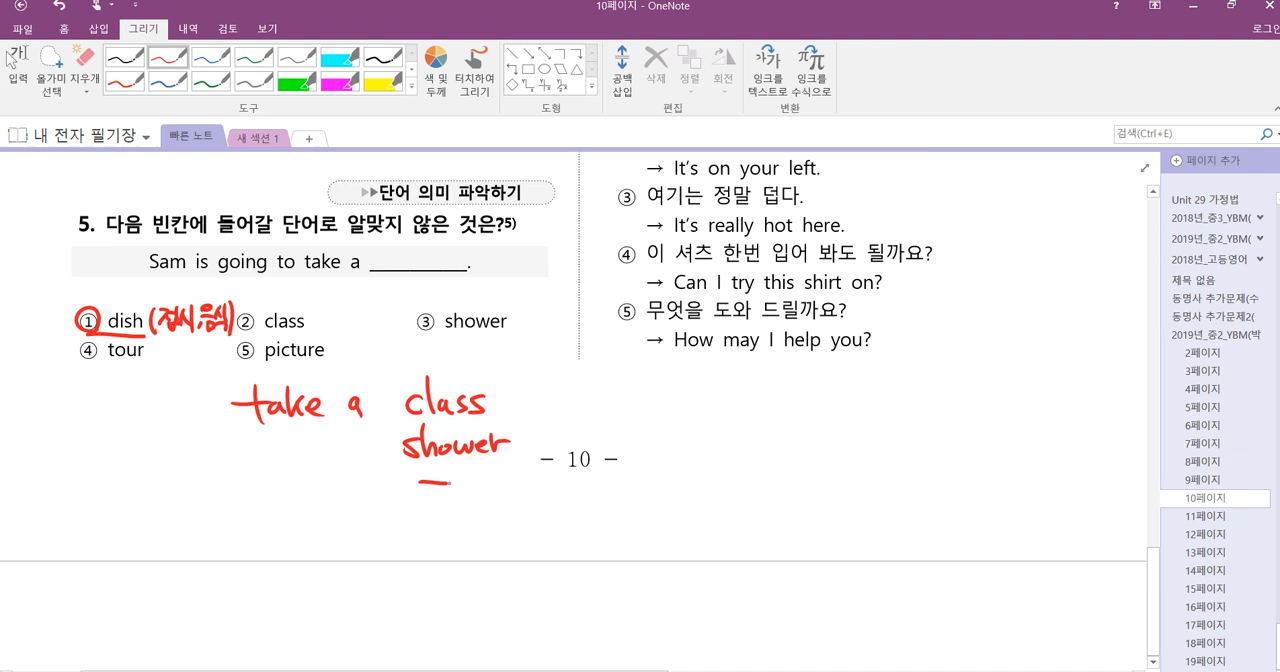 10페이지 - OneNote
?
파일 홈 삽입 그리기 내역 검토 보기
로그인
입력 올가미 선택 지우개 색 및 두께 터치하여 그리기 공백 삽입 삭제 정렬 회전 잉크를 텍스트로 잉크를 수식으로
도구 도형 편집 변환
내 전자 필기장 빠른 노트 새 섹션 1 +
검색(Ctrl+E)
▶▶단어 의미 파악하기
5. 다음 빈칸에 들어갈 단어로 알맞지 않은 것은?5)
Sam is going to take a __________.
① dish (접시, 음식) ② class ③ shower
④ tour ⑤ picture
take a class
shower
→ It's on your left.
③ 여기는 정말 덥다.
→ It's really hot here.
④ 이 셔츠 한번 입어 봐도 될까요?
→ Can I try this shirt on?
⑤ 무엇을 도와 드릴까요?
→ How may I help you?
- 10 -
페이지 추가
Unit 29 가정법
2018년_중3_YBM(
2019년_중2_YBM(
2018년_고등영어
제목 없음
동명사 추가문제(수
동명사 추가문제2(
2019년_중2_YBM(박
2페이지
3페이지
4페이지
5페이지
6페이지
7페이지
8페이지
9페이지
10페이지
11페이지
12페이지
13페이지
14페이지
15페이지
16페이지
17페이지
18페이지
19페이지